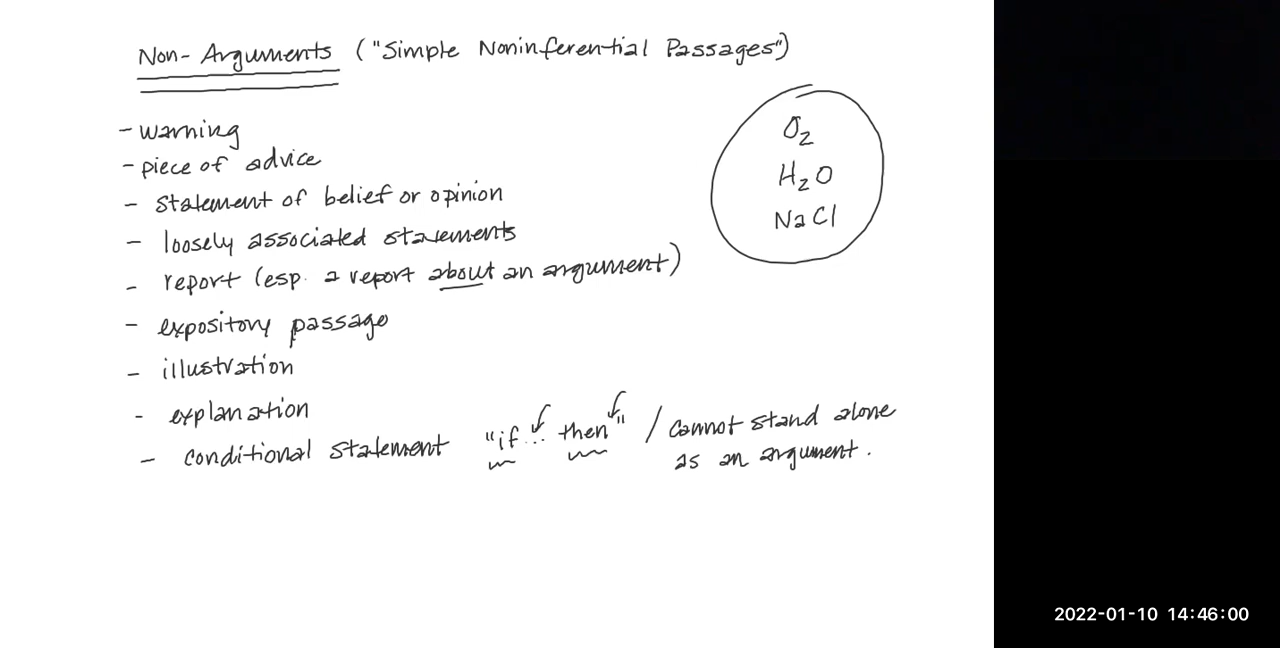 Non-Arguments ("Simple Noninferential Passages")
O₂
H₂O
NaCl
- warning
- piece of advice
- statement of belief or opinion
- loosely associated statements
- report (esp. a report about an argument)
- expository passage
- illustration
- explanation
- conditional statement "if... then" / cannot stand alone
as an argument.
2022-01-10 14:46:00